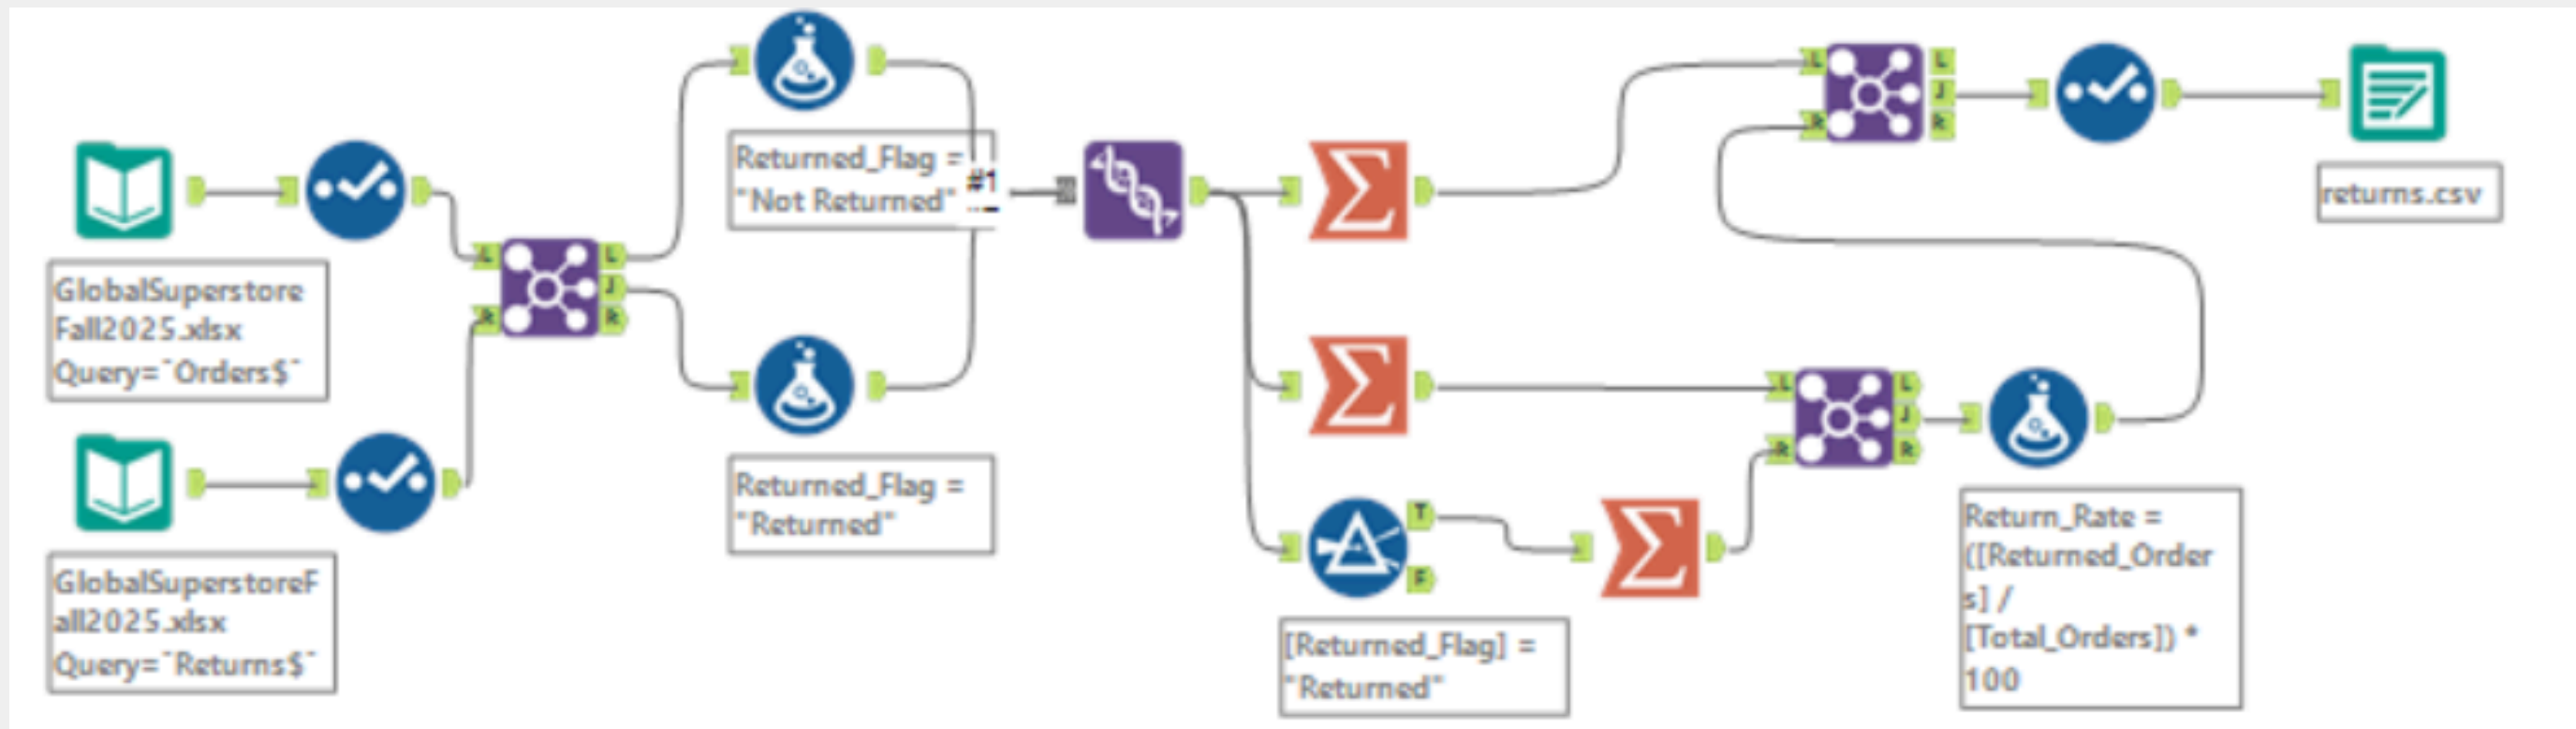 GlobalSuperstore
Fall2025.xlsx
Query=`Orders$`
GlobalSuperstoreF
all2025.xlsx
Query=`Returns$`
L
R
L
J
R
Returned_Flag =
"Not Returned"
#1
Returned_Flag =
"Returned"
T
F
[Returned_Flag] =
"Returned"
L
R
L
J
R
L
R
L
J
R
Return_Rate =
([Returned_Order
s] /
[Total_Orders]) *
100
returns.csv